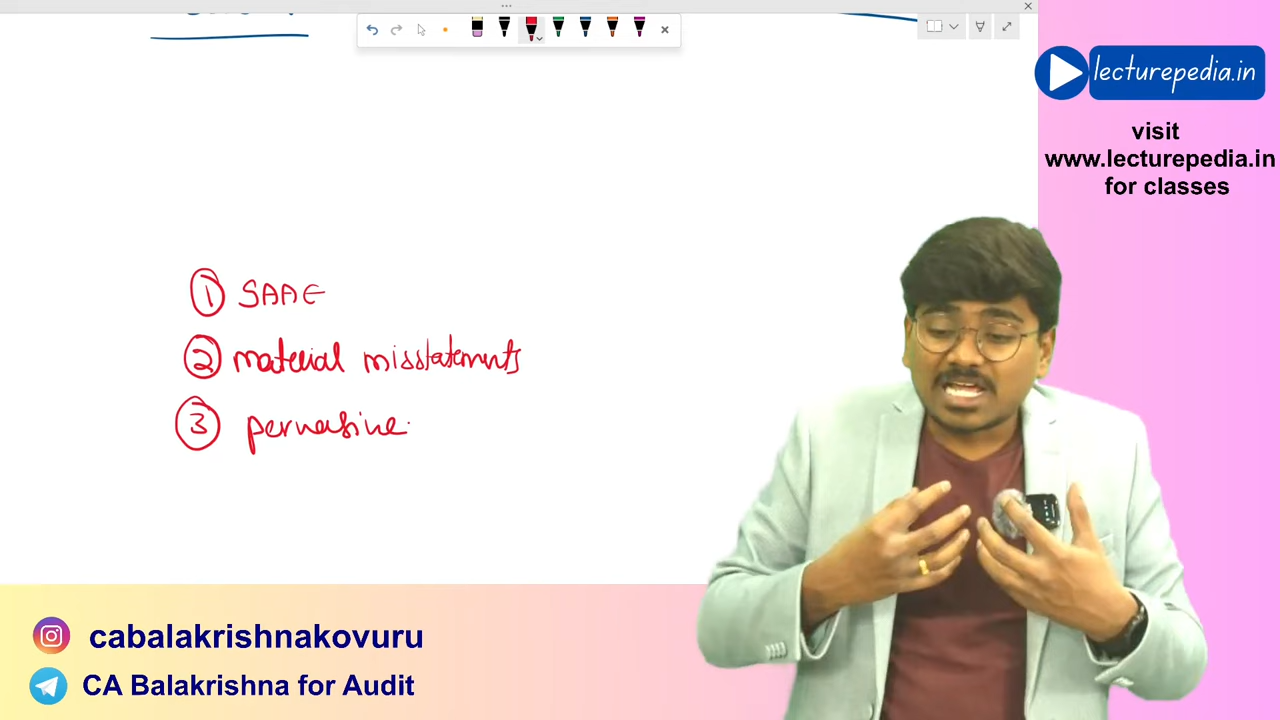 lecturepedia.in
visit
www.lecturepedia.in
for classes
① SAAE
② material misstatements
③ pervasive
cabalakrishnakovuru
CA Balakrishna for Audit